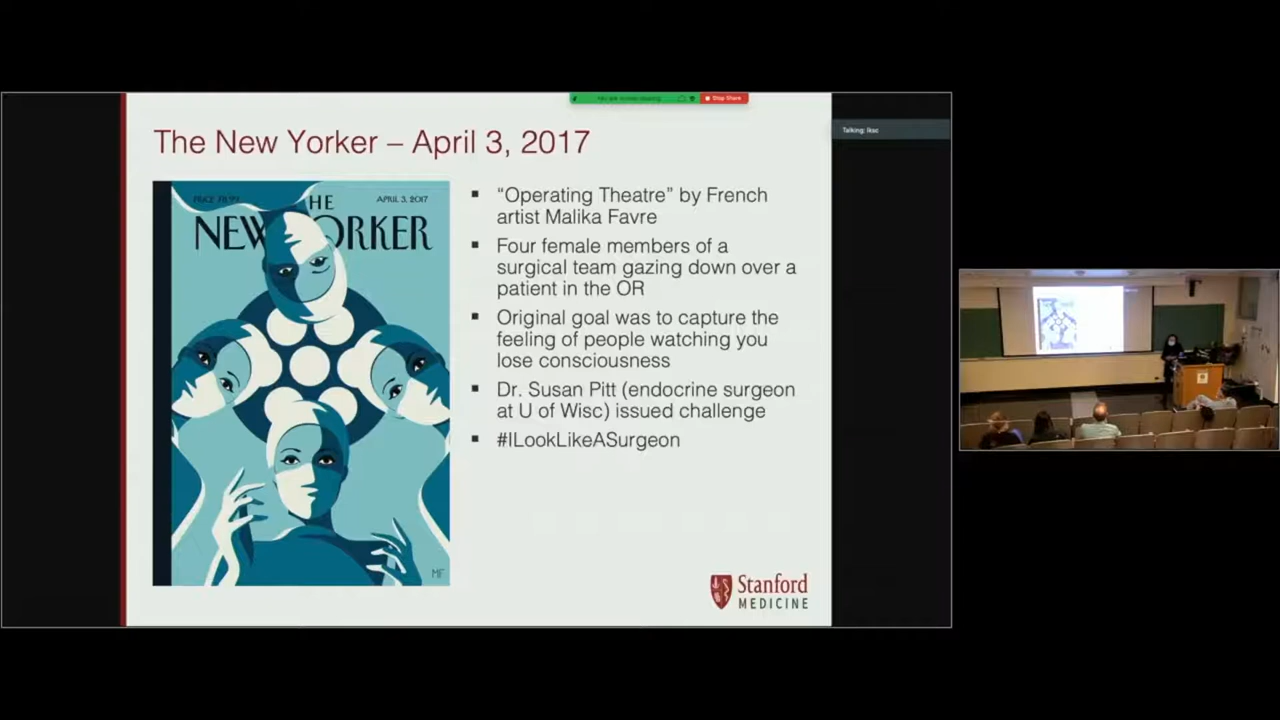 Stop Share
Talking:
The New Yorker – April 3, 2017
THE
APRIL 3, 2017
NEW YORKER
MF
▪ “Operating Theatre” by French
artist Malika Favre
▪ Four female members of a
surgical team gazing down over a
patient in the OR
▪ Original goal was to capture the
feeling of people watching you
lose consciousness
▪ Dr. Susan Pitt (endocrine surgeon
at U of Wisc) issued challenge
▪ #ILookLikeASurgeon
Stanford
MEDICINE